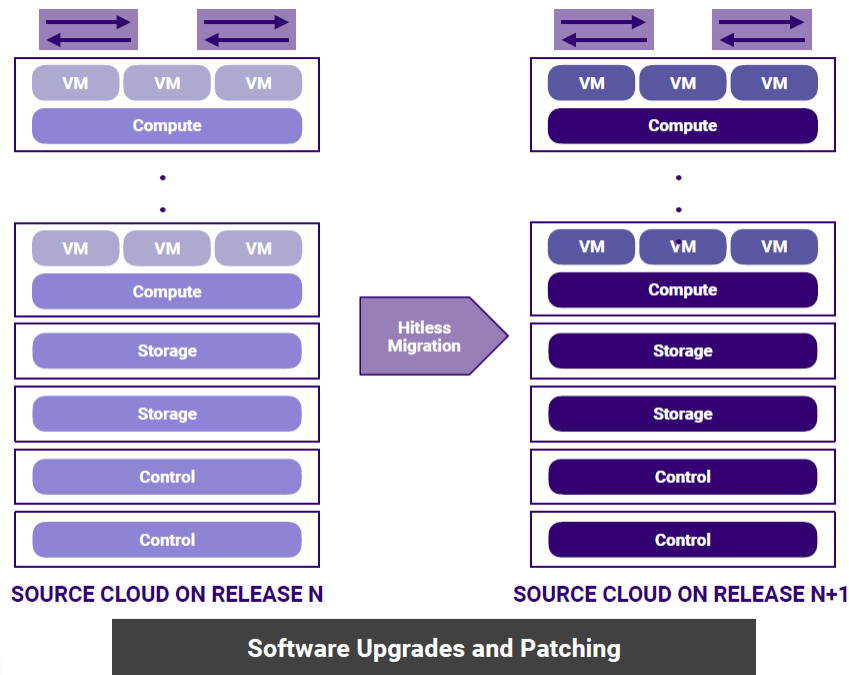 VM VM VM
Compute
VM VM VM
Compute
Storage
Storage
Control
Control
SOURCE CLOUD ON RELEASE N
Hitless
Migration
VM VM VM
Compute
VM VM VM
Compute
Storage
Storage
Control
Control
SOURCE CLOUD ON RELEASE N+1
Software Upgrades and Patching